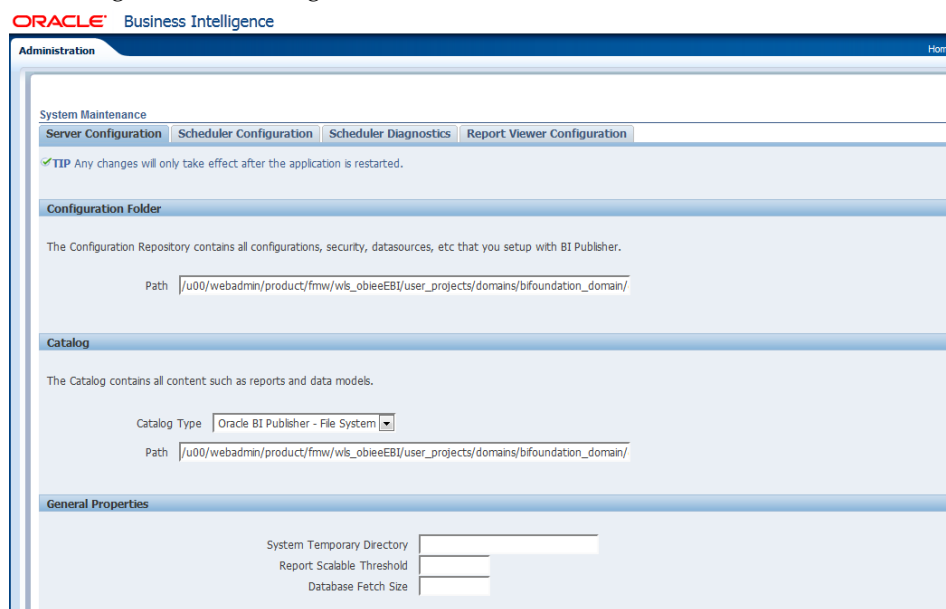 ORACLE Business Intelligence
Administration
System Maintenance
Server Configuration Scheduler Configuration Scheduler Diagnostics Report Viewer Configuration
TIP Any changes will only take effect after the application is restarted.
Configuration Folder
The Configuration Repository contains all configurations, security, datasources, etc that you setup with BI Publisher.
Path /u00/webadmin/product/fmw/wls_obieeEBI/user_projects/domains/bifoundation_domain/
Catalog
The Catalog contains all content such as reports and data models.
Catalog Type Oracle BI Publisher - File System
Path /u00/webadmin/product/fmw/wls_obieeEBI/user_projects/domains/bifoundation_domain/
General Properties
System Temporary Directory
Report Scalable Threshold
Database Fetch Size